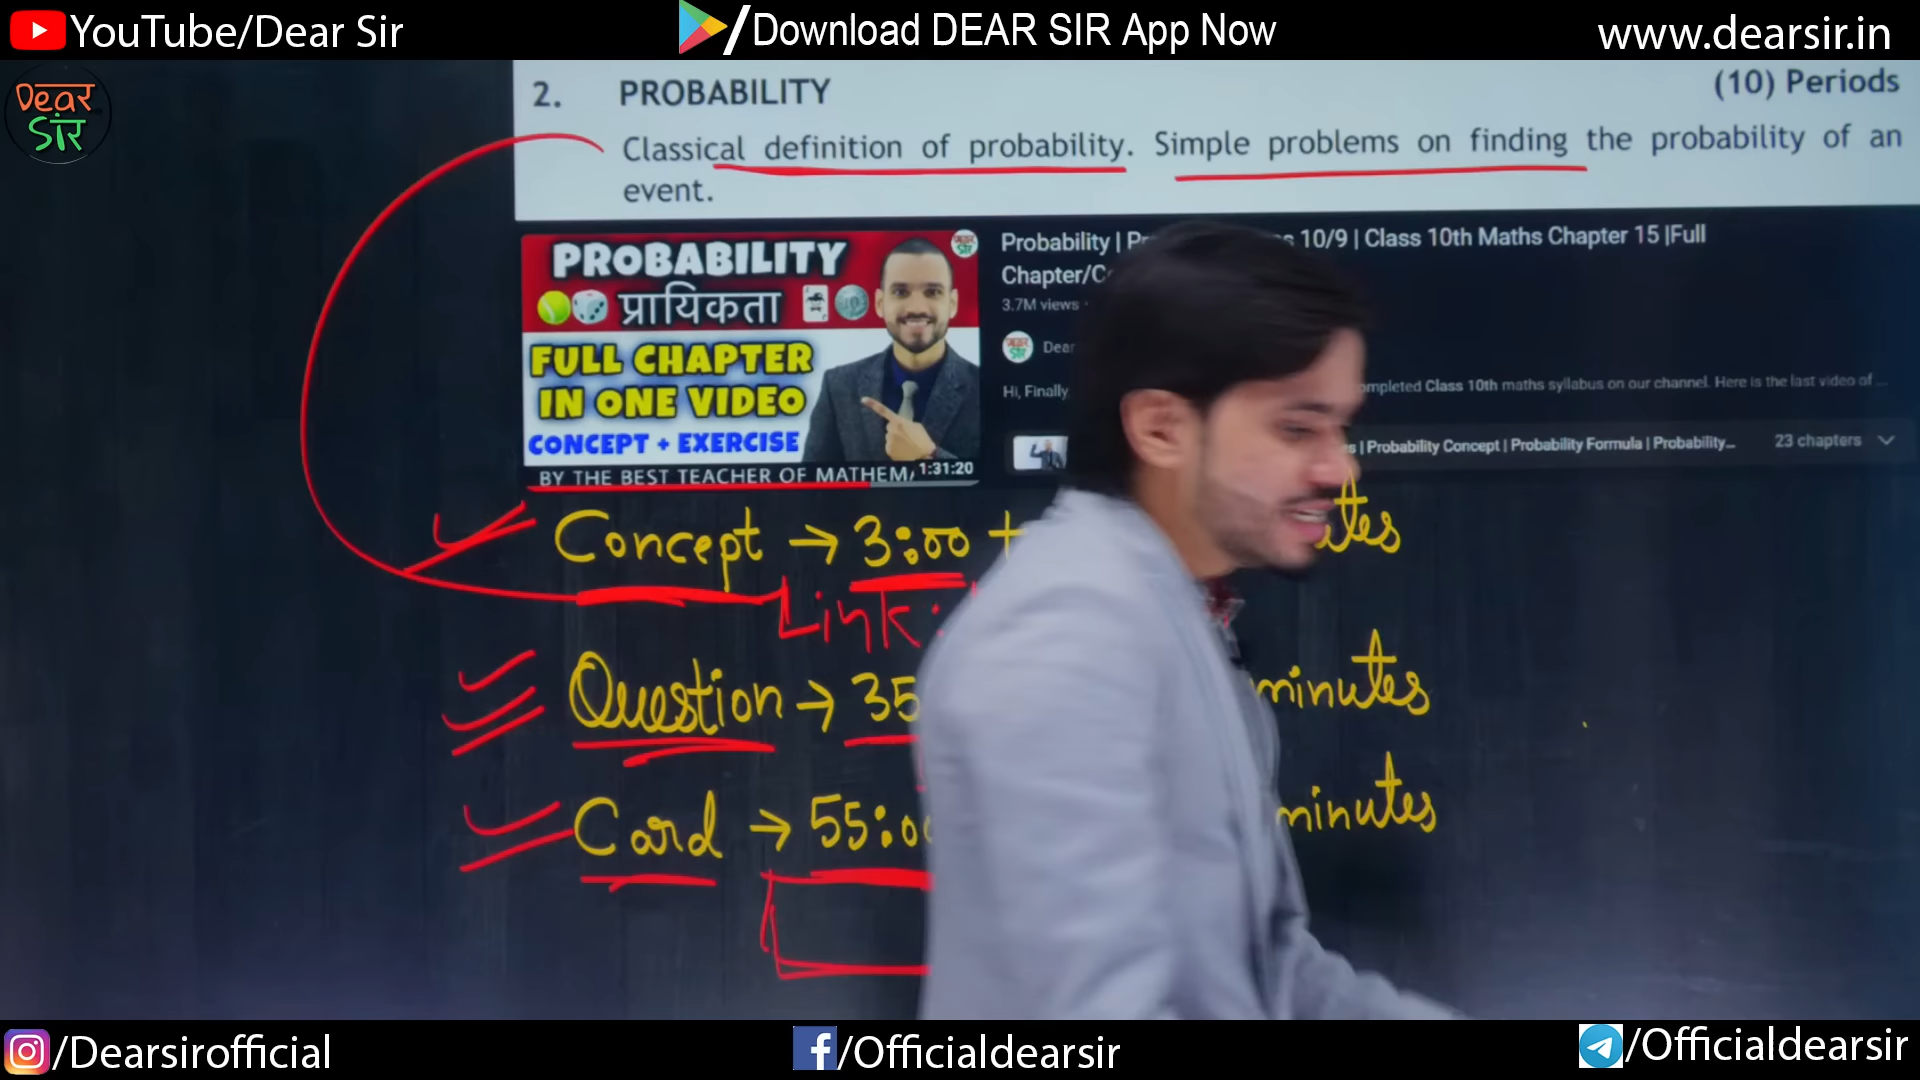 YouTube/Dear Sir
/Download DEAR SIR App Now
www.dearsir.in
Dear
सिर
2. PROBABILITY (10) Periods
Classical definition of probability. Simple problems on finding the probability of an
event.
PROBABILITY
प्रायिकता
FULL CHAPTER
IN ONE VIDEO
CONCEPT + EXERCISE
BY THE BEST TEACHER OF MATHEM
1:31:20
Probability | 10/9 | Class 10th Maths Chapter 15 |Full
Chapter/
3.7M views
Dear
Hi, Finally completed Class 10th maths syllabus on our channel. Here is the last video of ...
| Probability Concept | Probability Formula | Probability... 23 chapters
Concept → 3:00
Link:
Question → 35 minutes
Card → 55:00 minutes
/Dearsirofficial
/Officialdearsir
/Officialdearsir